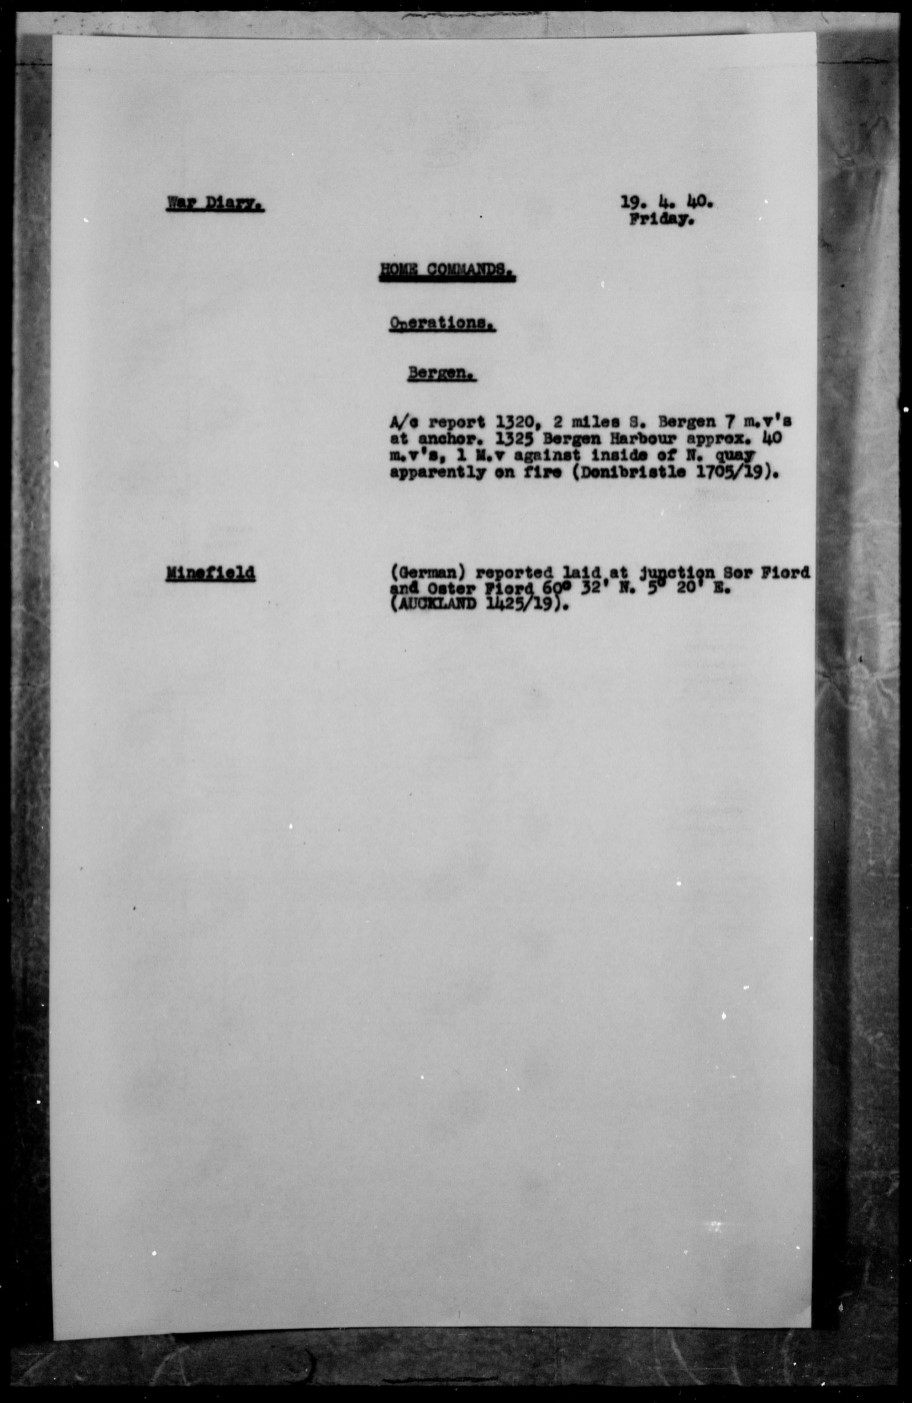 War Diary.
19. 4. 40.
Friday.
HOME COMMANDS.
Operations.
Bergen.
A/c report 1320, 2 miles S. Bergen 7 m.v's
at anchor. 1325 Bergen Harbour approx. 40
m.v's, 1 M.v against inside of N. quay
apparently on fire (Donibristle 1705/19).
Minefield
(German) reported laid at junction Sor Fiord
and Oster Fiord 60° 32' N. 5° 20' E.
(AUCKLAND 1425/19).